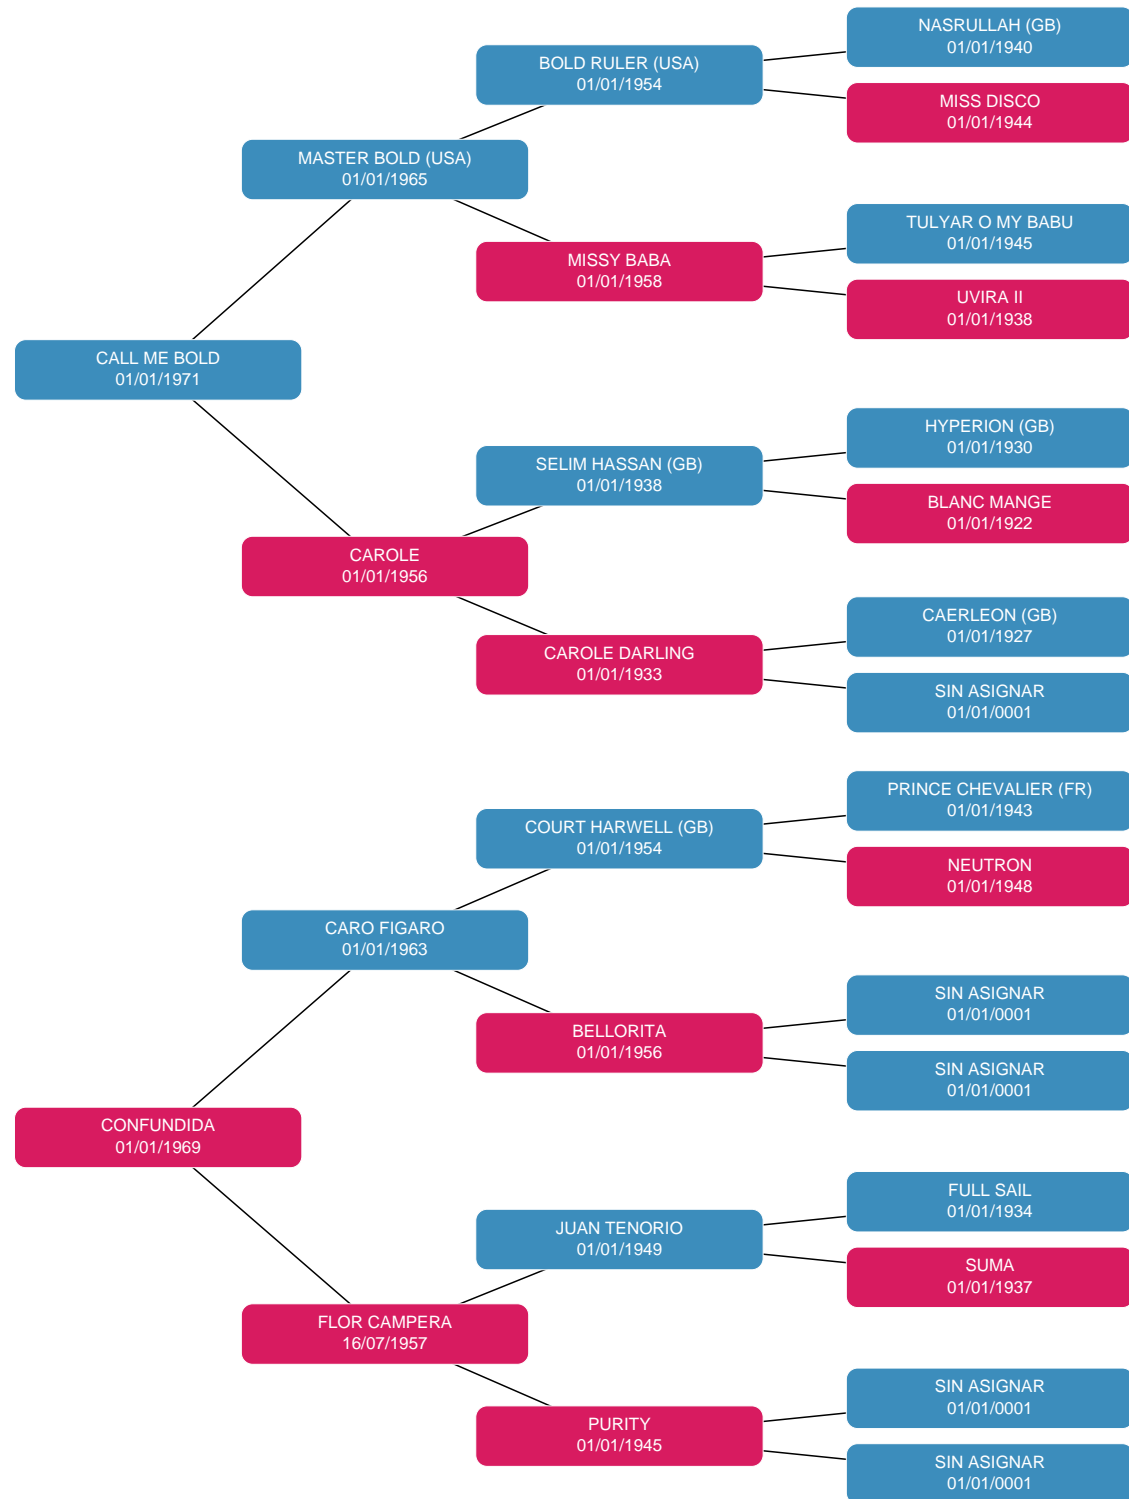 NASRULLAH (GB)
01/01/1940
BOLD RULER (USA)
01/01/1954
MISS DISCO
01/01/1944
MASTER BOLD (USA)
01/01/1965
TULYAR O MY BABU
01/01/1945
MISSY BABA
01/01/1958
UVIRA II
01/01/1938
CALL ME BOLD
01/01/1971
HYPERION (GB)
01/01/1930
SELIM HASSAN (GB)
01/01/1938
BLANC MANGE
01/01/1922
CAROLE
01/01/1956
CAERLEON (GB)
01/01/1927
CAROLE DARLING
01/01/1933
SIN ASIGNAR
01/01/0001
PRINCE CHEVALIER (FR)
01/01/1943
COURT HARWELL (GB)
01/01/1954
NEUTRON
01/01/1948
CARO FIGARO
01/01/1963
SIN ASIGNAR
01/01/0001
BELLORITA
01/01/1956
SIN ASIGNAR
01/01/0001
CONFUNDIDA
01/01/1969
FULL SAIL
01/01/1934
JUAN TENORIO
01/01/1949
SUMA
01/01/1937
FLOR CAMPERA
16/07/1957
SIN ASIGNAR
01/01/0001
PURITY
01/01/1945
SIN ASIGNAR
01/01/0001